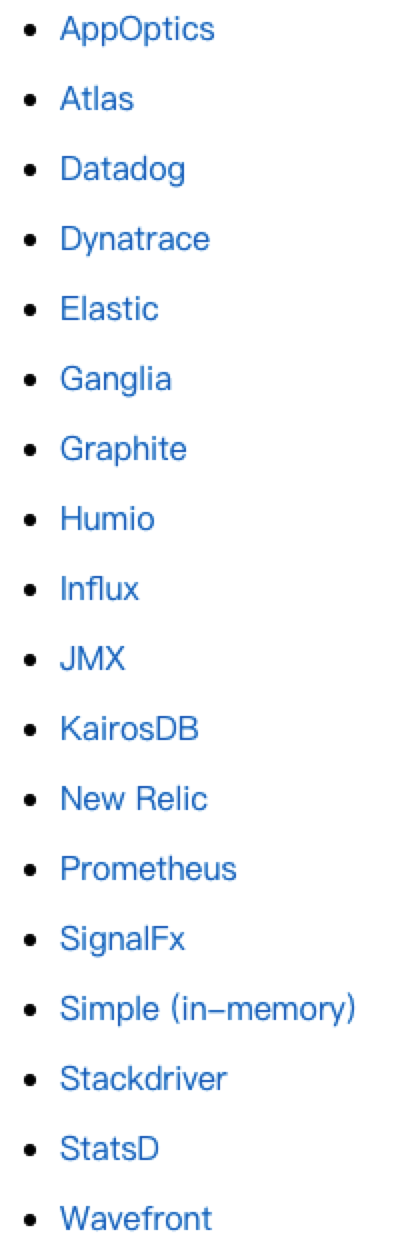 AppOptics
Atlas
Datadog
Dynatrace
Elastic
Ganglia
Graphite
Humio
Influx
JMX
KairosDB
New Relic
Prometheus
SignalFx
Simple (in-memory)
Stackdriver
StatsD
Wavefront